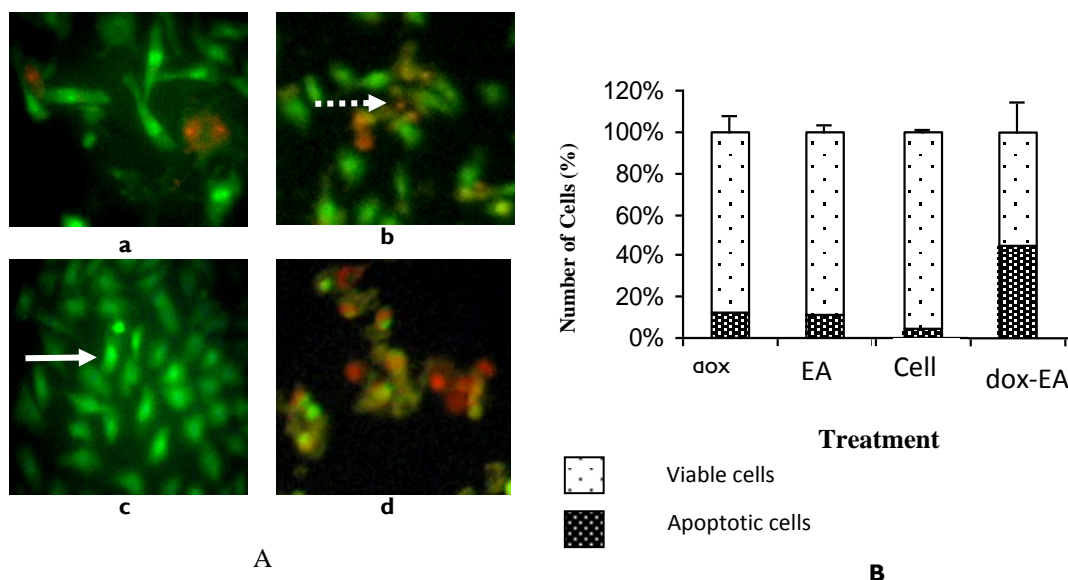 a
b
c
d
A
120%
100%
80%
60%
40%
20%
0%
Number of Cells (%)
dox
EA
Cell
dox-EA
Treatment
Viable cells
Apoptotic cells
B